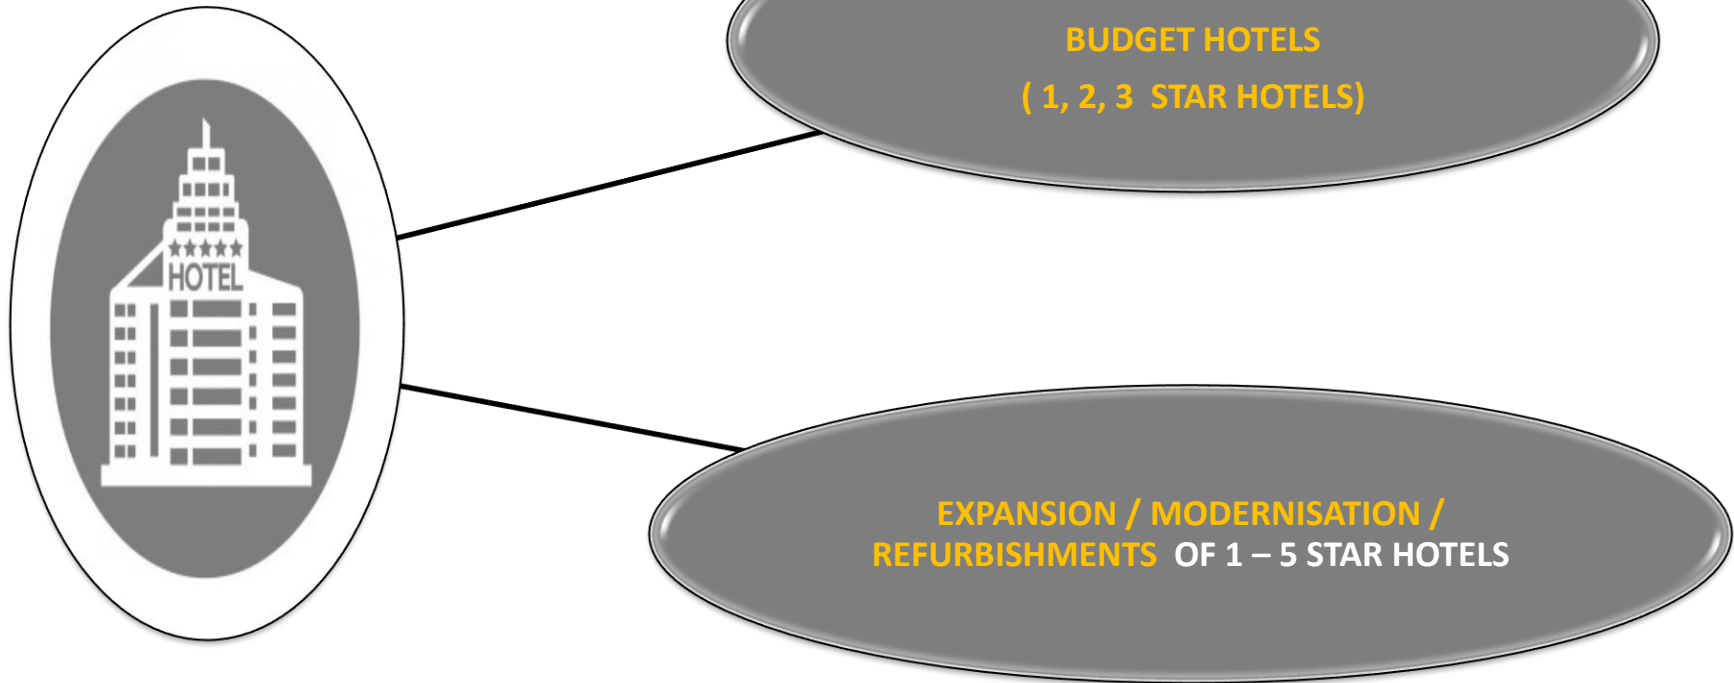 BUDGET HOTELS
( 1, 2, 3 STAR HOTELS)
★★★★★
HOTEL
EXPANSION / MODERNISATION /
REFURBISHMENTS OF 1 – 5 STAR HOTELS